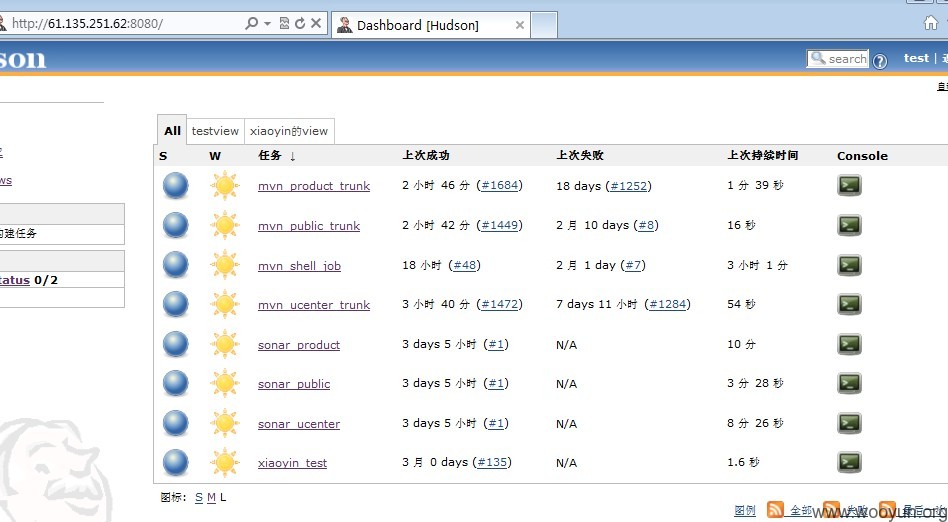 http://61.135.251.62:8080/
Dashboard [Hudson]
son
search
test |
All testview xiaoyin的view
S W 任务 ↓ 上次成功 上次失败 上次持续时间 Console
mvn_product_trunk 2 小时 46 分 (#1684) 18 days (#1252) 1 分 39 秒
ws
mvn_public_trunk 2 小时 42 分 (#1449) 2 月 10 days (#8) 16 秒
构建任务
mvn_shell_job 18 小时 (#48) 2 月 1 day (#7) 3 小时 1 分
tatus 0/2
mvn_ucenter_trunk 3 小时 40 分 (#1472) 7 days 11 小时 (#1284) 54 秒
sonar_product 3 days 5 小时 (#1) N/A 10 分
sonar_public 3 days 5 小时 (#1) N/A 3 分 28 秒
sonar_ucenter 3 days 5 小时 (#1) N/A 8 分 26 秒
xiaoyin_test 3 月 0 days (#135) N/A 1.6 秒
图标: S M L
图例 全部 失败
www.wooyun.org